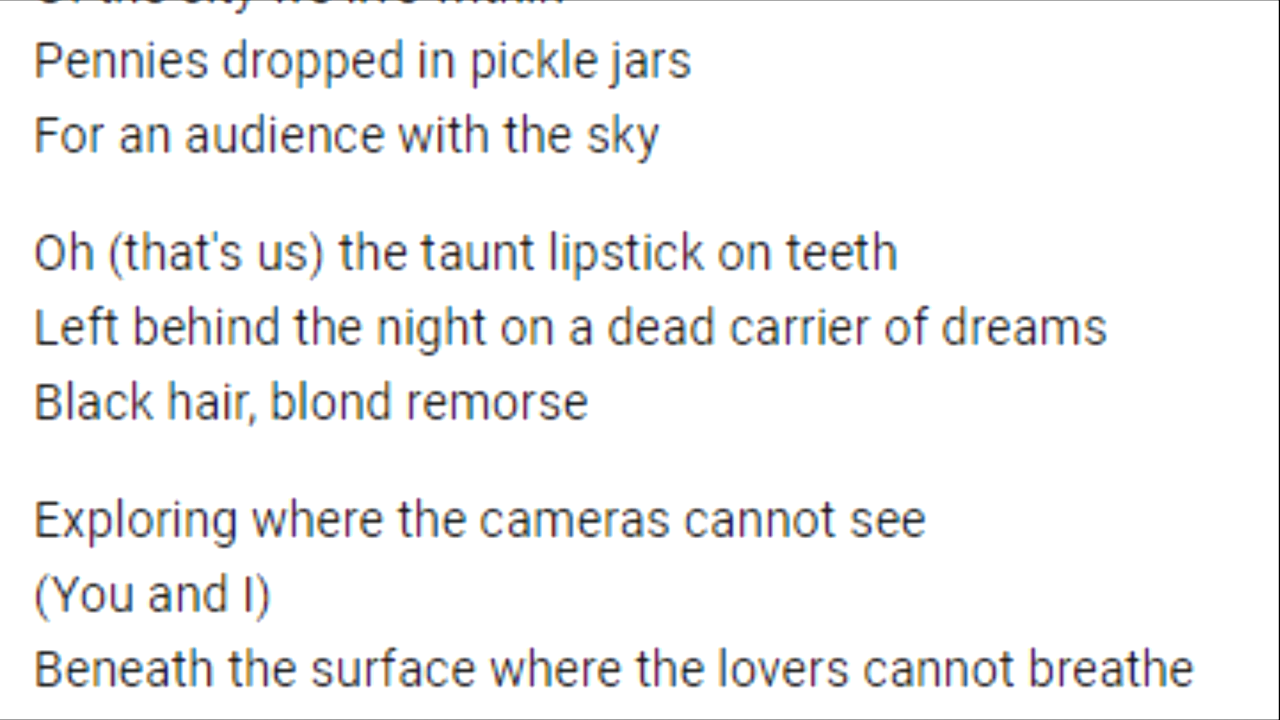 Pennies dropped in pickle jars
For an audience with the sky
Oh (that's us) the taunt lipstick on teeth
Left behind the night on a dead carrier of dreams
Black hair, blond remorse
Exploring where the cameras cannot see
(You and I)
Beneath the surface where the lovers cannot breathe